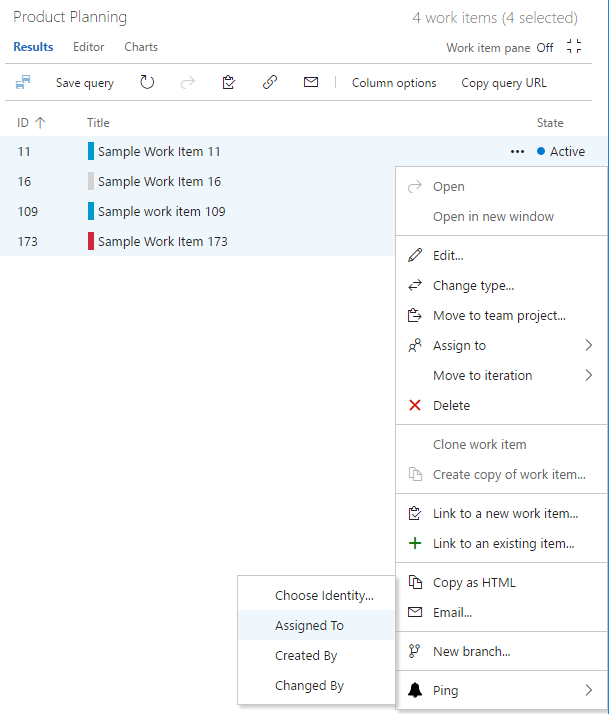 Product Planning 4 work items (4 selected)
Results Editor Charts Work item pane Off
Save query Column options Copy query URL
ID Title State
11 Sample Work Item 11 ... Active
16 Sample Work Item 16
109 Sample work item 109
173 Sample Work Item 173
Open
Open in new window
Edit...
Change type...
Move to team project...
Assign to
Move to iteration
Delete
Clone work item
Create copy of work item...
Link to a new work item...
Link to an existing item...
Copy as HTML
Email...
New branch...
Ping
Choose Identity...
Assigned To
Created By
Changed By